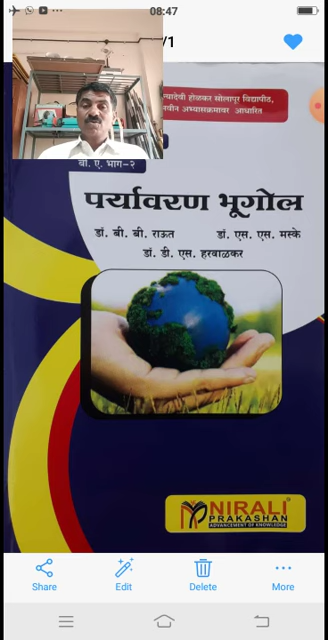 08:47
/1
ल्यादेवी होळकर सोलापूर विद्यापीठ,
नवीन अभ्यासक्रमावर आधारित
बी. ए. भाग-२
पर्यावरण भूगोल
डॉ. बी. बी. राऊत डॉ. एस. एस. मस्के
डॉ. डी. एस. हरवाळकर
NIRALI
PRAKASHAN
ADVANCEMENT OF KNOWLEDGE
Share Edit Delete More